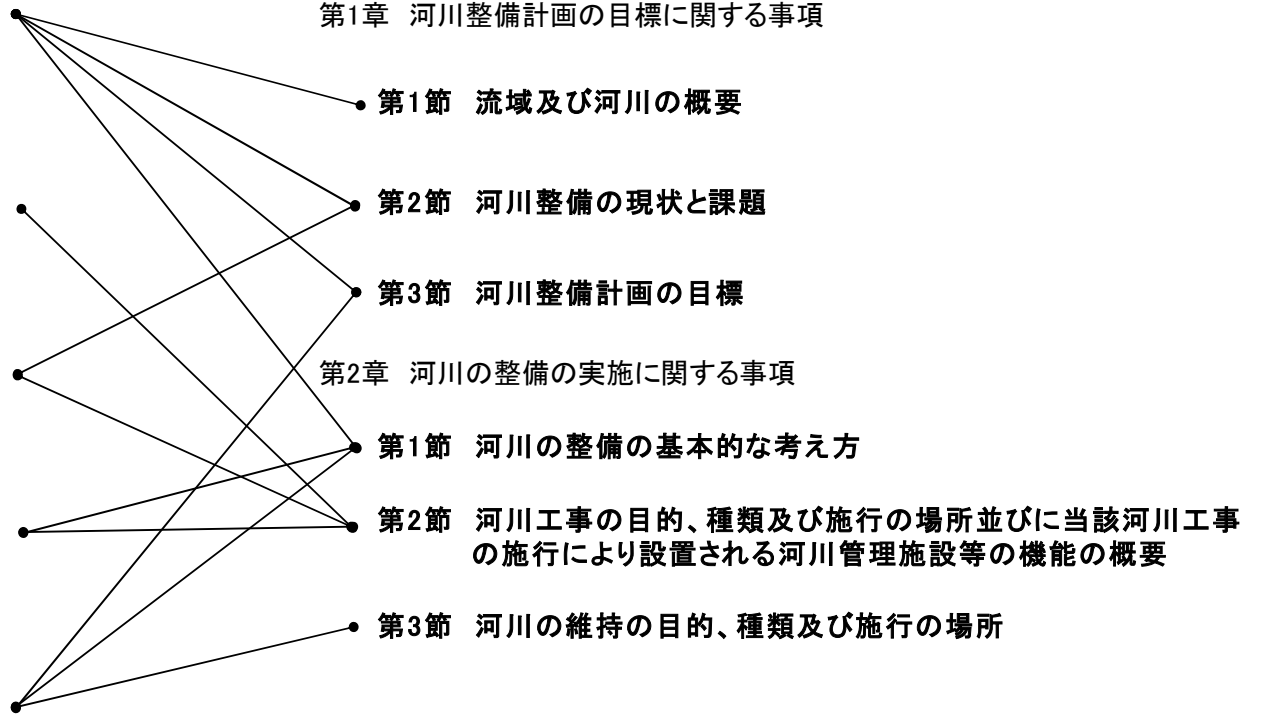 第1章 河川整備計画の目標に関する事項
第1節 流域及び河川の概要
第2節 河川整備の現状と課題
第3節 河川整備計画の目標
第2章 河川の整備の実施に関する事項
第1節 河川の整備の基本的な考え方
第2節 河川工事の目的、種類及び施行の場所並びに当該河川工事
の施行により設置される河川管理施設等の機能の概要
第3節 河川の維持の目的、種類及び施行の場所